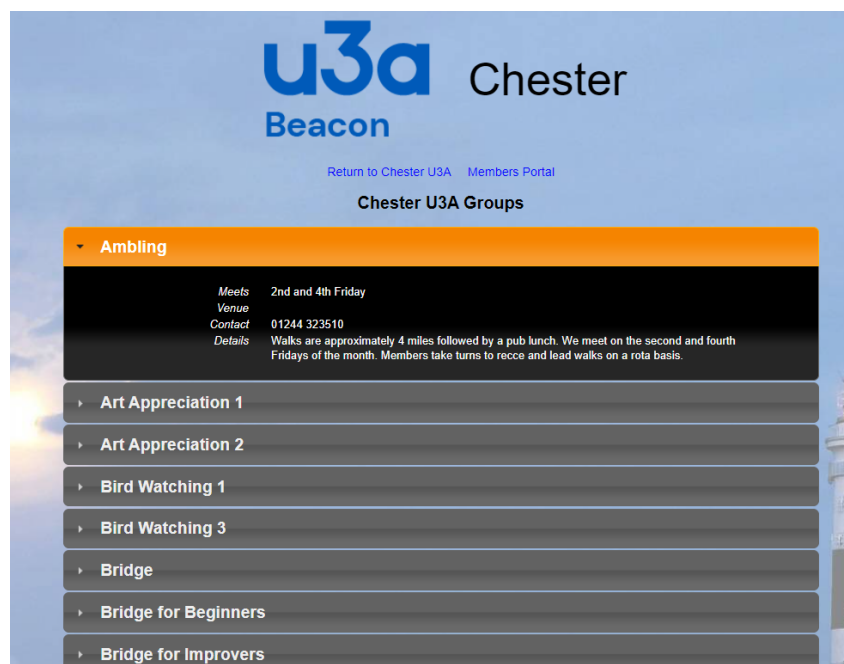 u3a Chester
Beacon
Return to Chester U3A Members Portal
Chester U3A Groups
Ambling
Meets 2nd and 4th Friday
Venue
Contact 01244 323510
Details Walks are approximately 4 miles followed by a pub lunch. We meet on the second and fourth
Fridays of the month. Members take turns to recce and lead walks on a rota basis.
Art Appreciation 1
Art Appreciation 2
Bird Watching 1
Bird Watching 3
Bridge
Bridge for Beginners
Bridge for Improvers